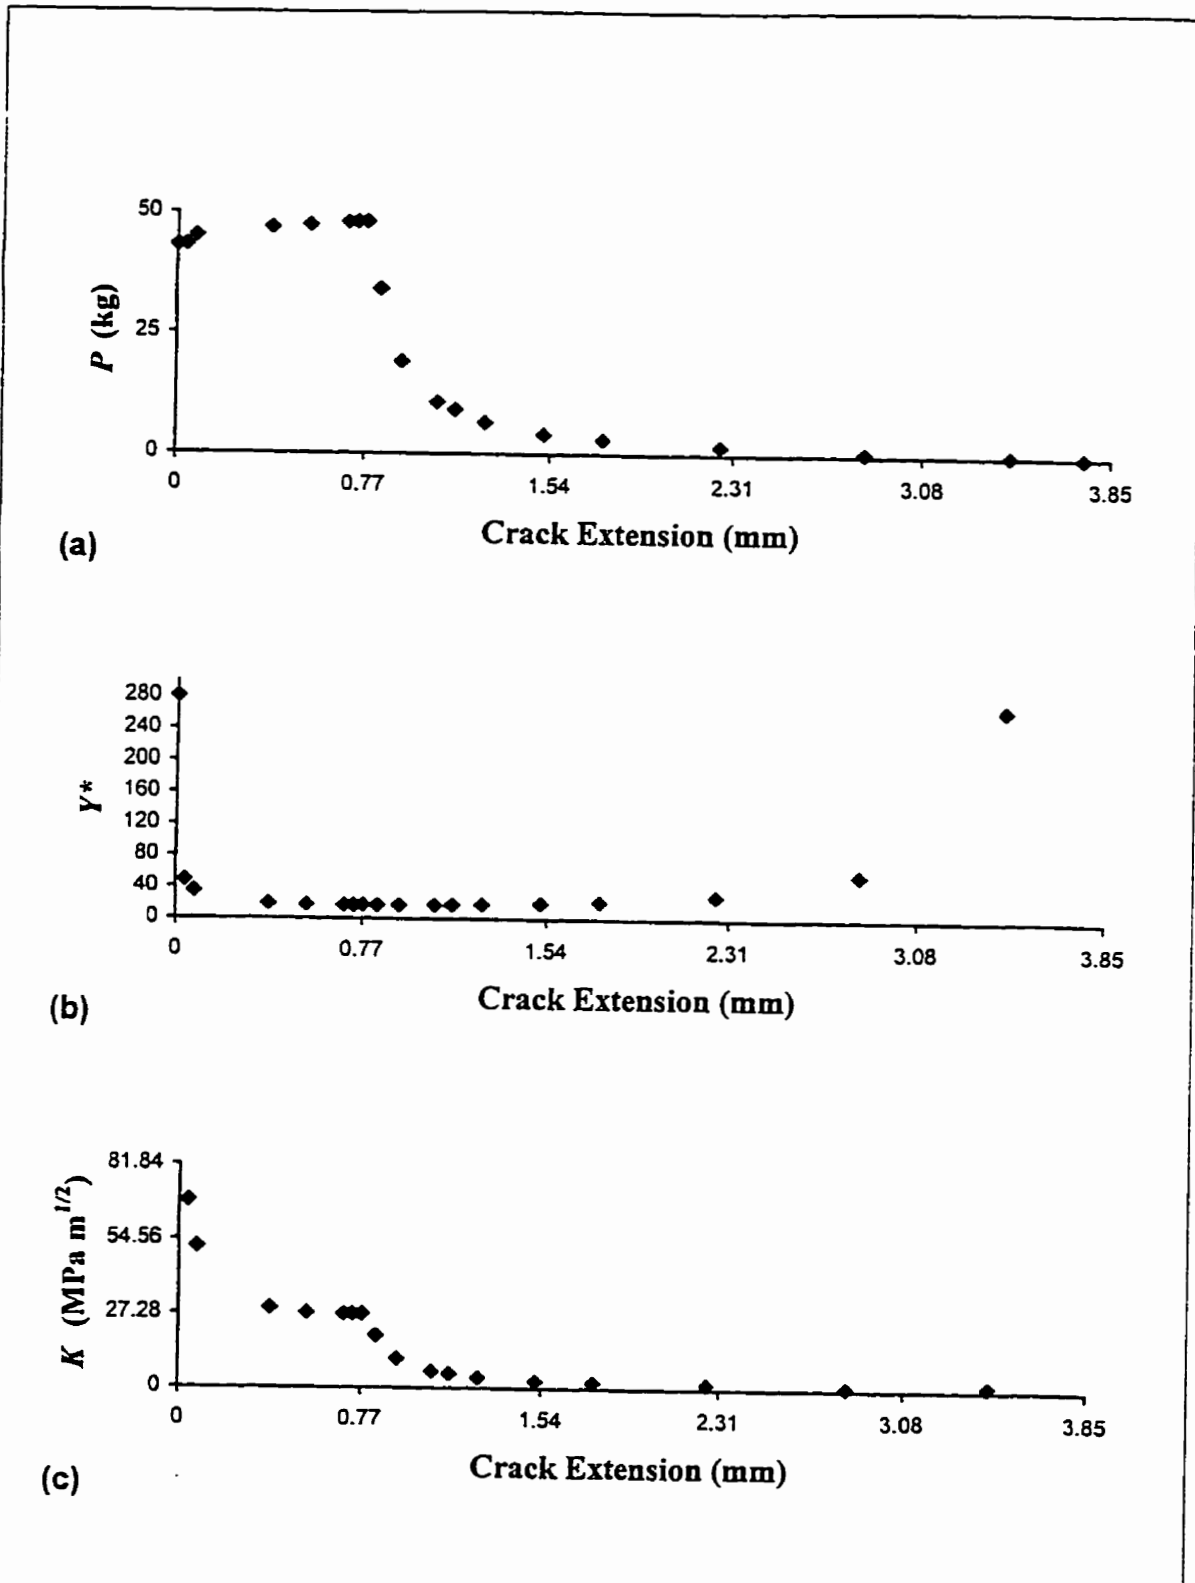 50
25
0
P (kg)
0 0.77 1.54 2.31 3.08 3.85
Crack Extension (mm)
(a)
280
240
200
160
120
80
40
0
Y*
0 0.77 1.54 2.31 3.08 3.85
Crack Extension (mm)
(b)
81.84
54.56
27.28
0
K (MPa m^1/2)
0 0.77 1.54 2.31 3.08 3.85
Crack Extension (mm)
(c)